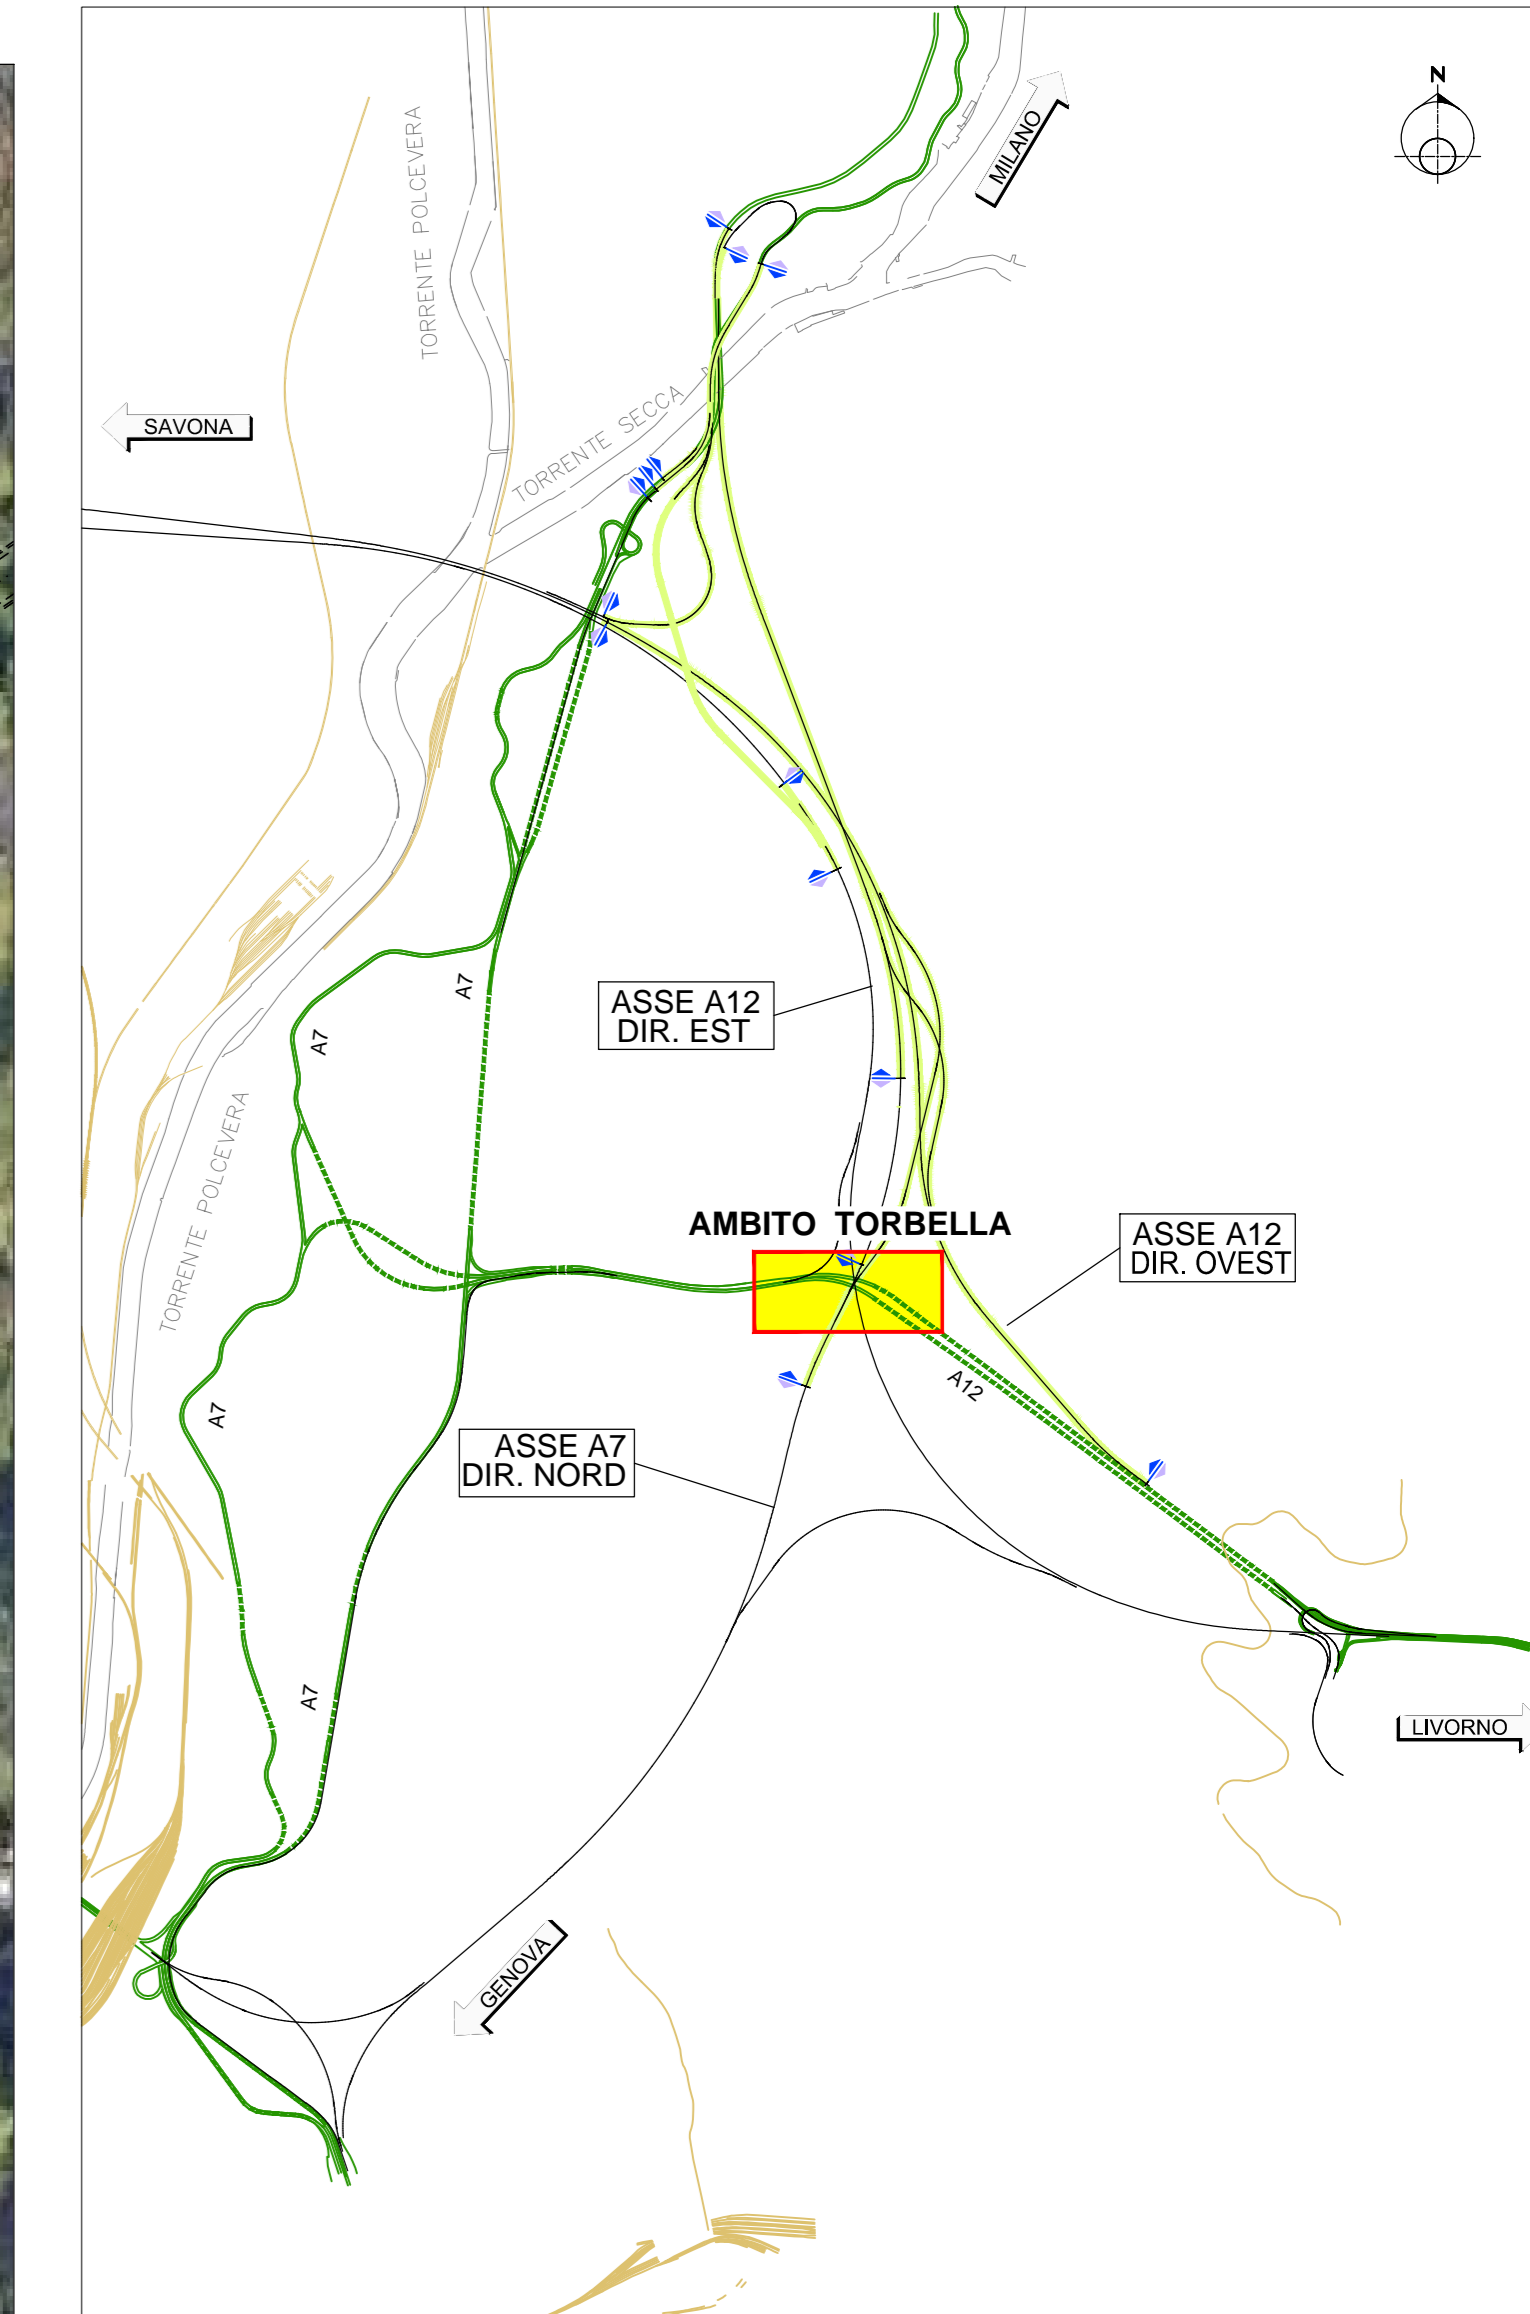 N
MILANO
TORRENTE POLCEVERA
SAVONA
TORRENTE SECCA
A7
A7
ASSE A12
DIR. EST
TORRENTE POLCEVERA
AMBITO TORBELLA
ASSE A12
DIR. OVEST
A12
A7
ASSE A7
DIR. NORD
A7
LIVORNO
GENOVA